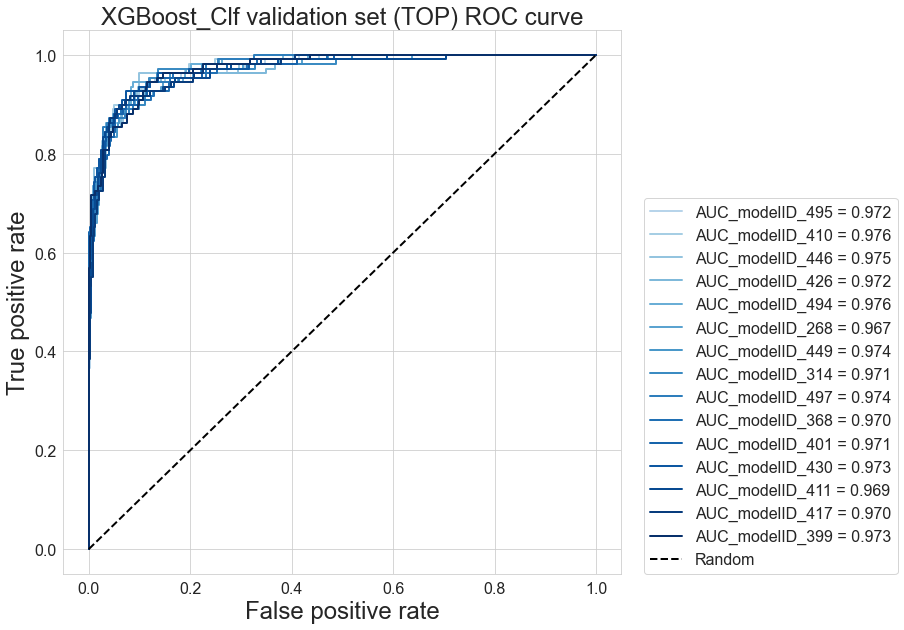 XGBoost_Clf validation set (TOP) ROC curve
1.0
0.8
0.6
0.4
0.2
0.0
True positive rate
0.0 0.2 0.4 0.6 0.8 1.0
False positive rate
AUC_modelID_495 = 0.972
AUC_modelID_410 = 0.976
AUC_modelID_446 = 0.975
AUC_modelID_426 = 0.972
AUC_modelID_494 = 0.976
AUC_modelID_268 = 0.967
AUC_modelID_449 = 0.974
AUC_modelID_314 = 0.971
AUC_modelID_497 = 0.974
AUC_modelID_368 = 0.970
AUC_modelID_401 = 0.971
AUC_modelID_430 = 0.973
AUC_modelID_411 = 0.969
AUC_modelID_417 = 0.970
AUC_modelID_399 = 0.973
Random